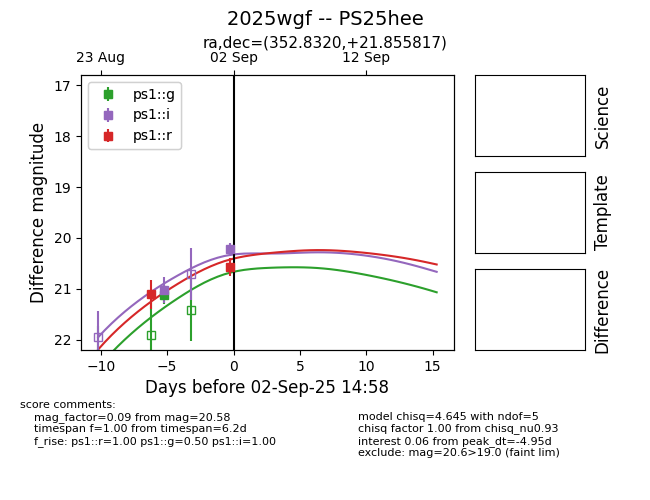 2025wgf -- PS25hee
ra,dec=(352.8320,+21.855817)
23 Aug 02 Sep 12 Sep
ps1::g
ps1::i
ps1::r
17
18
19
20
21
22
Difference magnitude
−10 −5 0 5 10 15
Days before 02-Sep-25 14:58
Science
Template
Difference
score comments:
mag_factor=0.09 from mag=20.58
timespan f=1.00 from timespan=6.2d
f_rise: ps1::r=1.00 ps1::g=0.50 ps1::i=1.00
model chisq=4.645 with ndof=5
chisq factor 1.00 from chisq_nu0.93
interest 0.06 from peak_dt=-4.95d
exclude: mag=20.6>19.0 (faint lim)